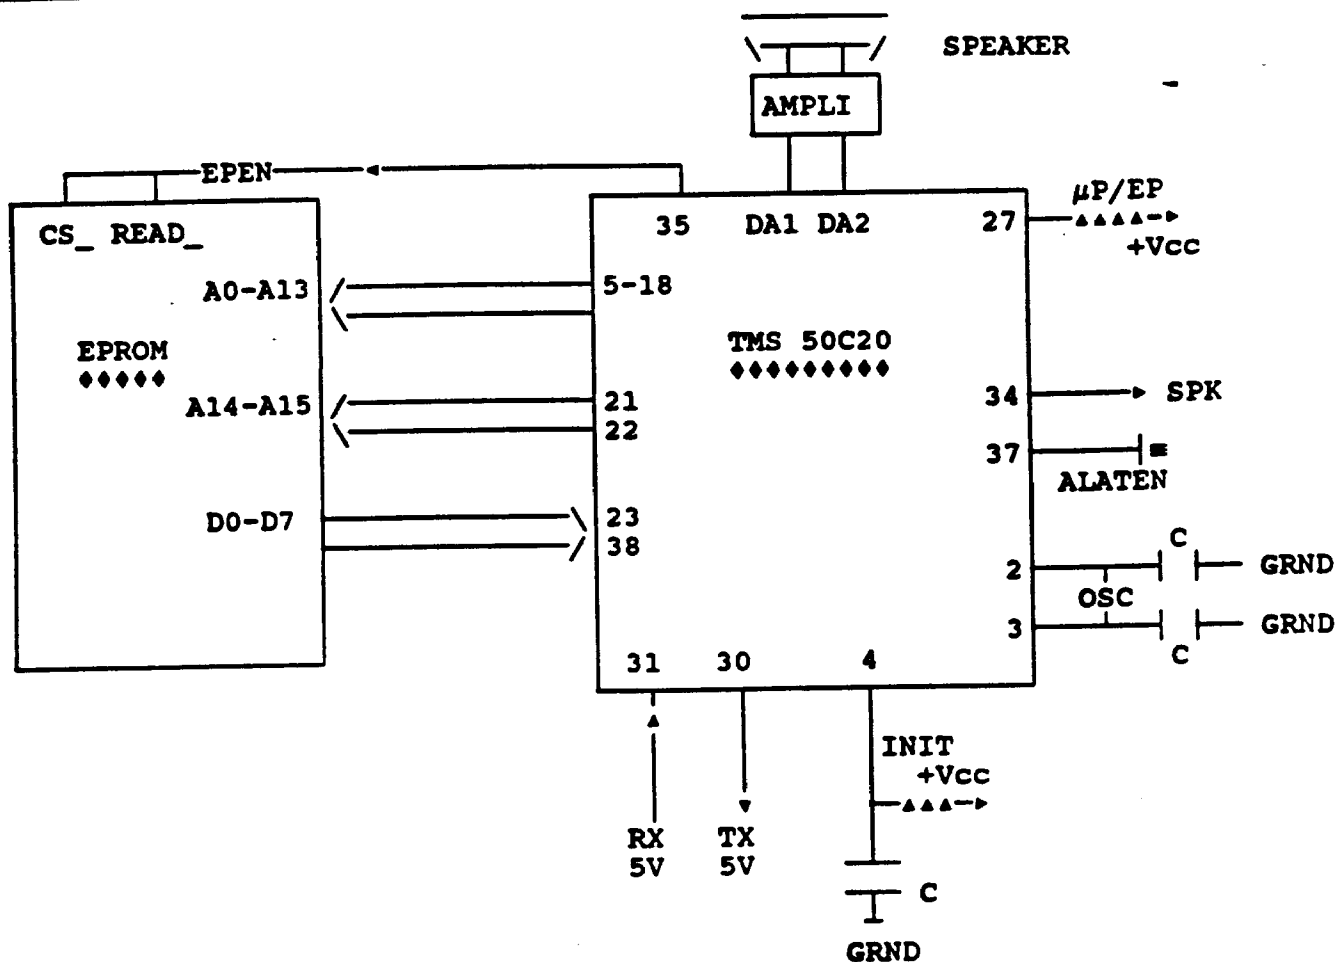 SPEAKER
AMPLI
EPEN
µP/EP
+Vcc
CS_ READ_
35 DA1 DA2 27
A0-A13 5-18
EPROM
♦♦♦♦♦
TMS 50C20
♦♦♦♦♦♦♦♦♦
A14-A15 21
22
34 SPK
37
ALATEN
D0-D7 23
38
C
2 GRND
OSC
3 GRND
C
31 30 4
INIT
+Vcc
RX TX
5V 5V
C
GRND